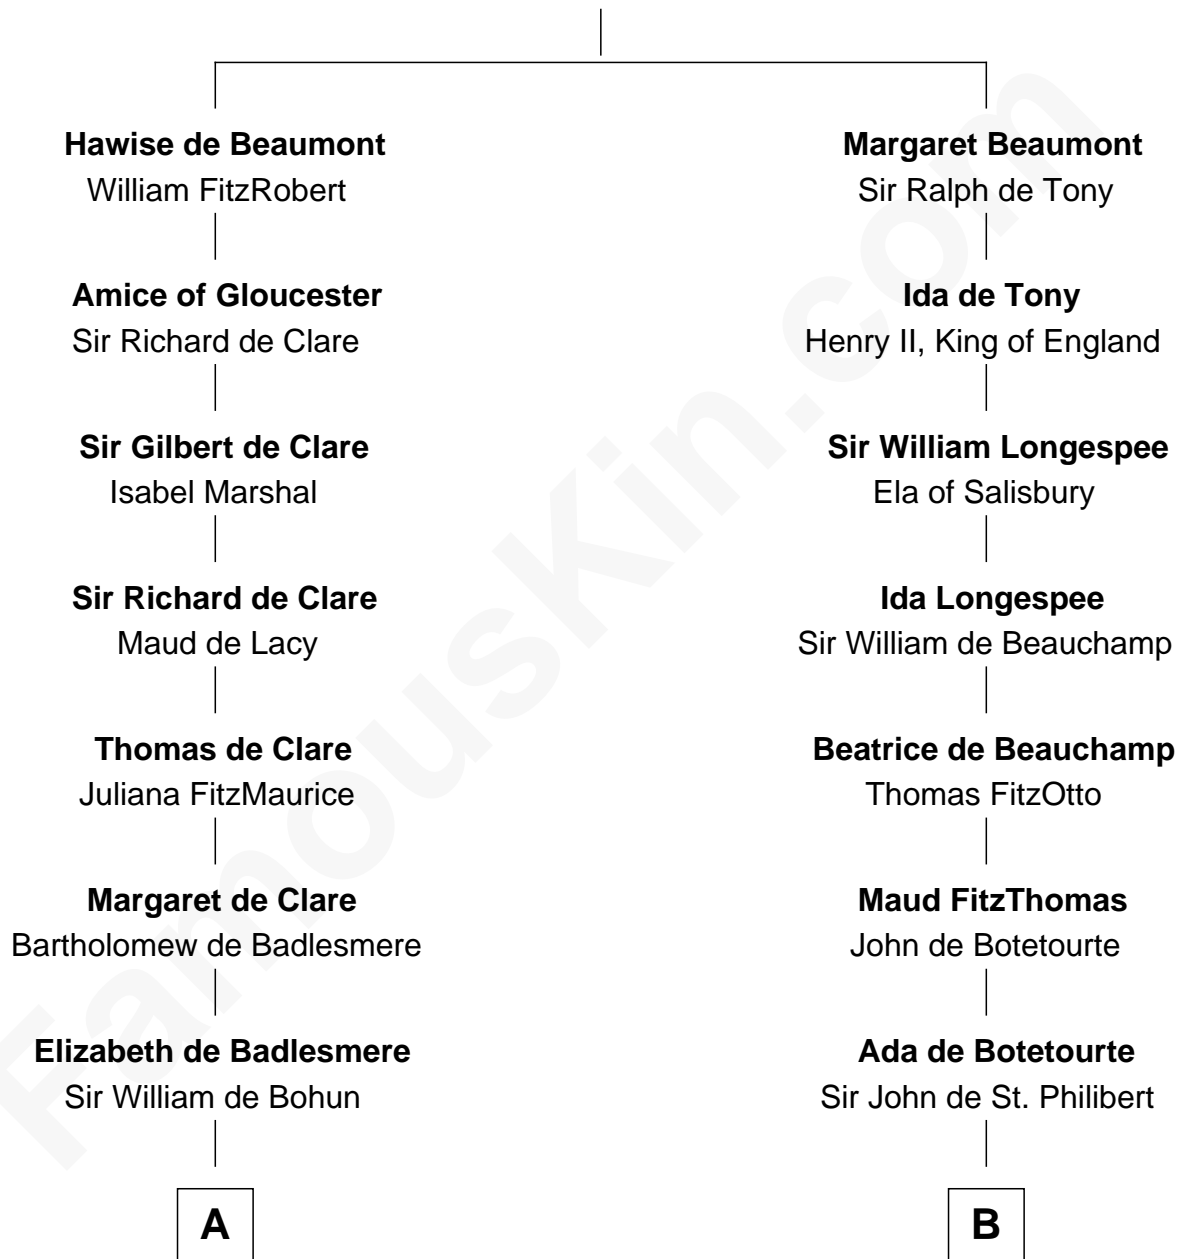 Hawise de Beaumont
William FitzRobert
Amice of Gloucester
Sir Richard de Clare
Sir Gilbert de Clare
Isabel Marshal
Sir Richard de Clare
Maud de Lacy
Thomas de Clare
Juliana FitzMaurice
Margaret de Clare
Bartholomew de Badlesmere
Elizabeth de Badlesmere
Sir William de Bohun
A
Margaret Beaumont
Sir Ralph de Tony
Ida de Tony
Henry II, King of England
Sir William Longespee
Ela of Salisbury
Ida Longespee
Sir William de Beauchamp
Beatrice de Beauchamp
Thomas FitzOtto
Maud FitzThomas
John de Botetourte
Ada de Botetourte
Sir John de St. Philibert
B
FamousKin.com